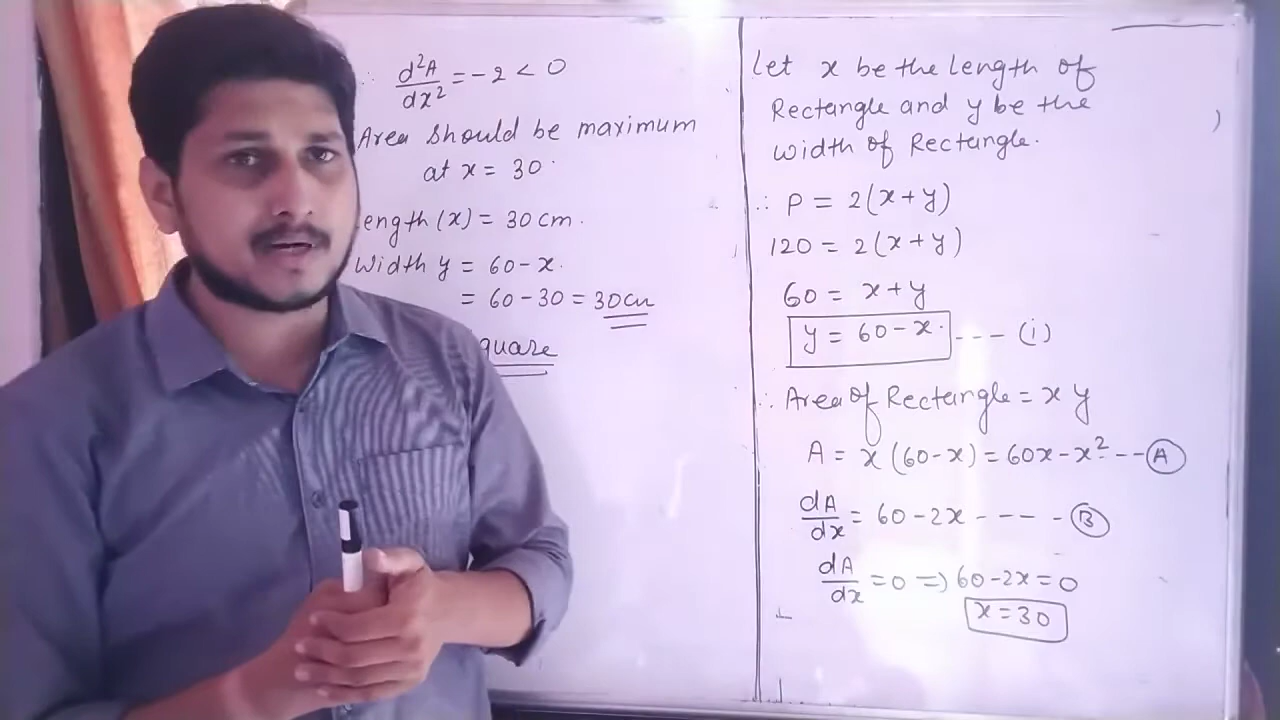 ∴ d²A/dx² = -2 < 0
Area should be maximum
at x = 30.
ength (x) = 30 cm.
Width y = 60 - x.
= 60 - 30 = 30cm
quare
Let x be the Length of
Rectangle and y be the
width of Rectangle.
∴ P = 2(x+y)
120 = 2(x+y)
60 = x+y
y = 60-x. ---- (i)
∴ Area of Rectangle = x y
A = x(60-x) = 60x - x² --- A
dA/dx = 60-2x ---- - B
dA/dx = 0 => 60-2x = 0
x = 30